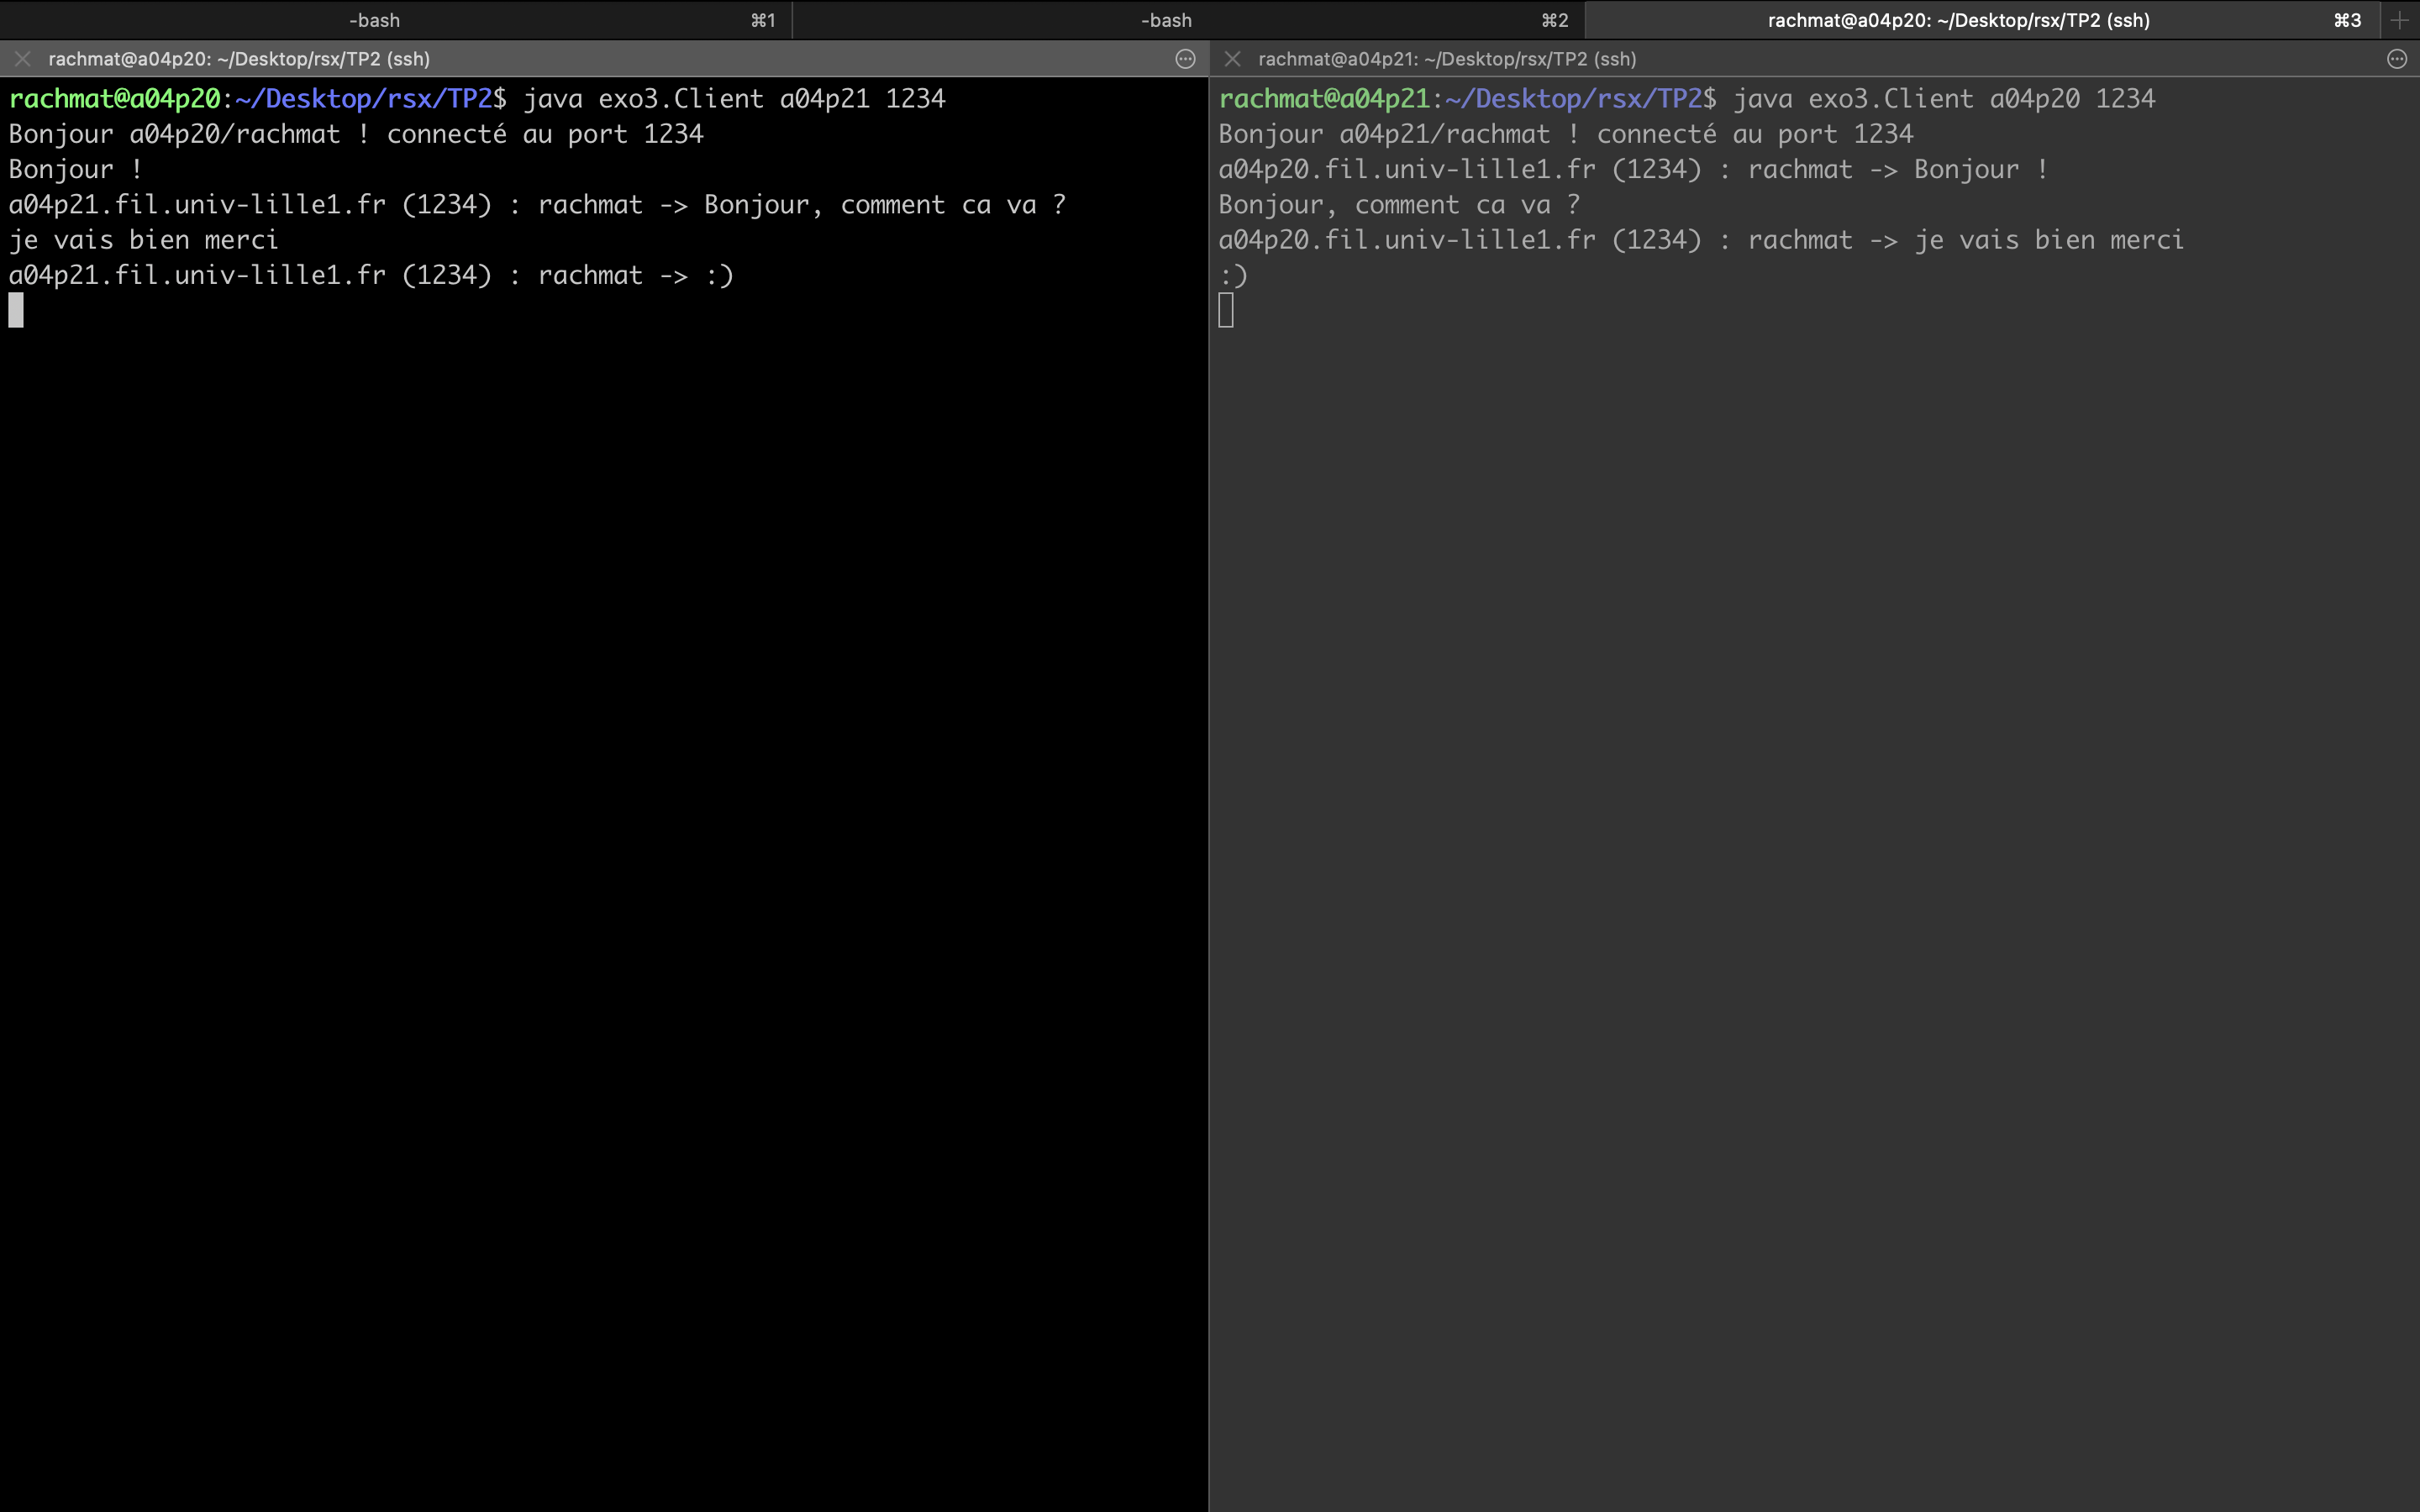 -bash ⌘1
-bash ⌘2
rachmat@a04p20: ~/Desktop/rsx/TP2 (ssh) ⌘3
rachmat@a04p20: ~/Desktop/rsx/TP2 (ssh)
rachmat@a04p20:~/Desktop/rsx/TP2$ java exo3.Client a04p21 1234
Bonjour a04p20/rachmat ! connecté au port 1234
Bonjour !
a04p21.fil.univ-lille1.fr (1234) : rachmat -> Bonjour, comment ca va ?
je vais bien merci
a04p21.fil.univ-lille1.fr (1234) : rachmat -> :)
rachmat@a04p21: ~/Desktop/rsx/TP2 (ssh)
rachmat@a04p21:~/Desktop/rsx/TP2$ java exo3.Client a04p20 1234
Bonjour a04p21/rachmat ! connecté au port 1234
a04p20.fil.univ-lille1.fr (1234) : rachmat -> Bonjour !
Bonjour, comment ca va ?
a04p20.fil.univ-lille1.fr (1234) : rachmat -> je vais bien merci
:)